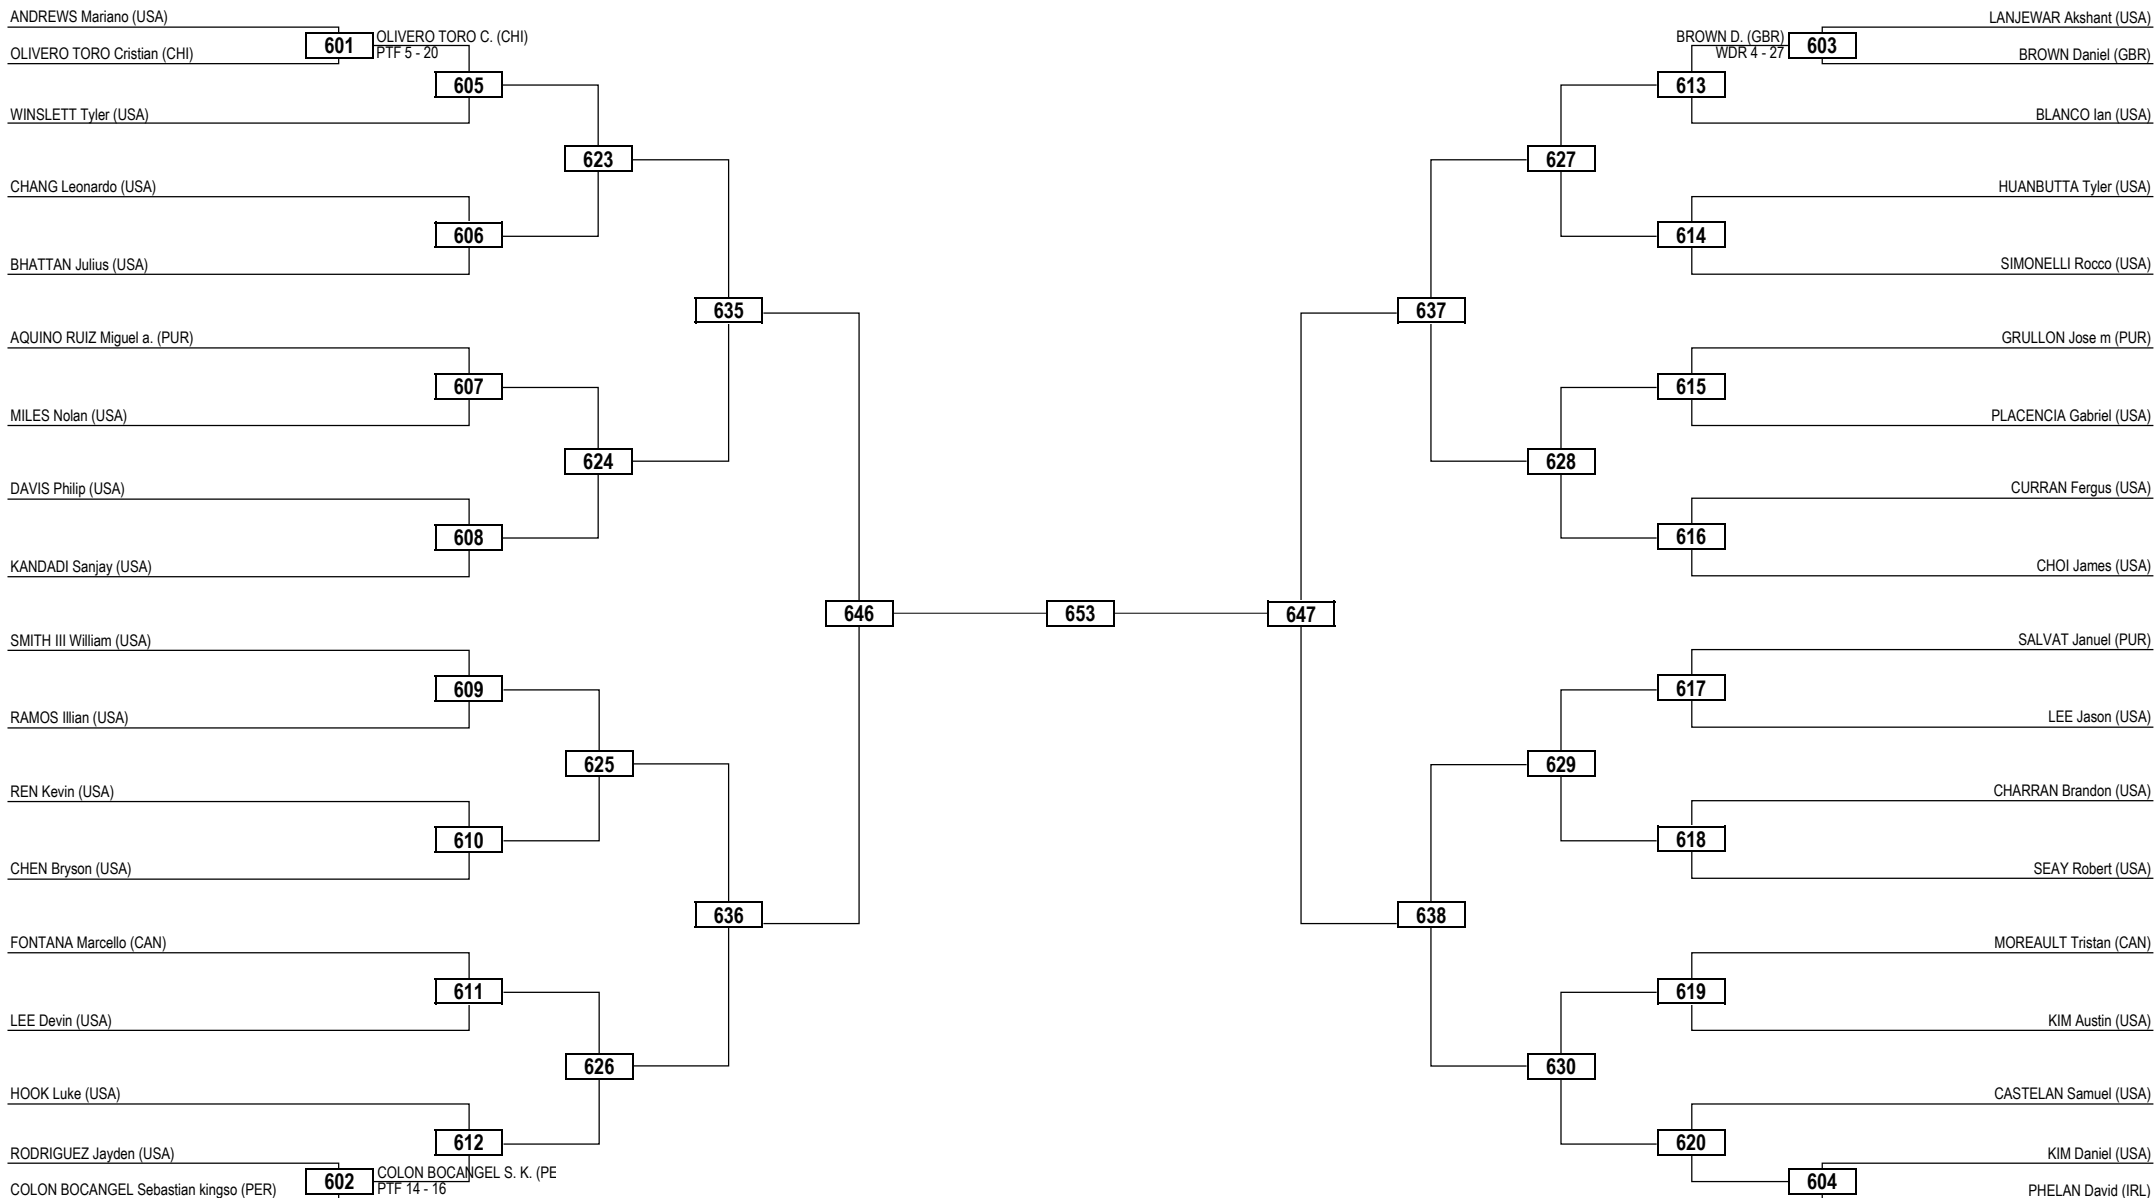 ANDREWS Mariano (USA)
601
OLIVERO TORO C. (CHI)
PTF 5 - 20
OLIVERO TORO Cristian (CHI)
605
WINSLETT Tyler (USA)
623
CHANG Leonardo (USA)
606
BHATTAN Julius (USA)
635
AQUINO RUIZ Miguel a. (PUR)
607
MILES Nolan (USA)
624
DAVIS Philip (USA)
608
KANDADI Sanjay (USA)
646
653
647
SMITH III William (USA)
609
RAMOS Illian (USA)
625
REN Kevin (USA)
610
CHEN Bryson (USA)
636
FONTANA Marcello (CAN)
611
LEE Devin (USA)
626
HOOK Luke (USA)
612
RODRIGUEZ Jayden (USA)
602
COLON BOCANGEL S. K. (PE
PTF 14 - 16
COLON BOCANGEL Sebastian kingso (PER)
LANJEWAR Akshant (USA)
BROWN D. (GBR)
WDR 4 - 27
603
BROWN Daniel (GBR)
613
BLANCO Ian (USA)
627
HUANBUTTA Tyler (USA)
614
SIMONELLI Rocco (USA)
637
GRULLON Jose m (PUR)
615
PLACENCIA Gabriel (USA)
628
CURRAN Fergus (USA)
616
CHOI James (USA)
SALVAT Januel (PUR)
617
LEE Jason (USA)
629
CHARRAN Brandon (USA)
618
SEAY Robert (USA)
638
MOREAULT Tristan (CAN)
619
KIM Austin (USA)
630
CASTELAN Samuel (USA)
620
KIM Daniel (USA)
604
PHELAN David (IRL)